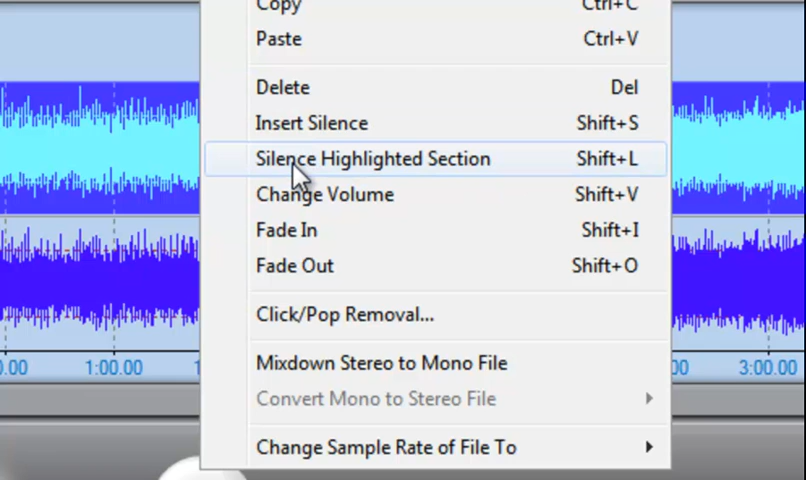 Copy Ctrl+C
Paste Ctrl+V
Delete Del
Insert Silence Shift+S
Silence Highlighted Section Shift+L
Change Volume Shift+V
Fade In Shift+I
Fade Out Shift+O
Click/Pop Removal...
Mixdown Stereo to Mono File
1:00.00 3:00.00
Convert Mono to Stereo File
Change Sample Rate of File To